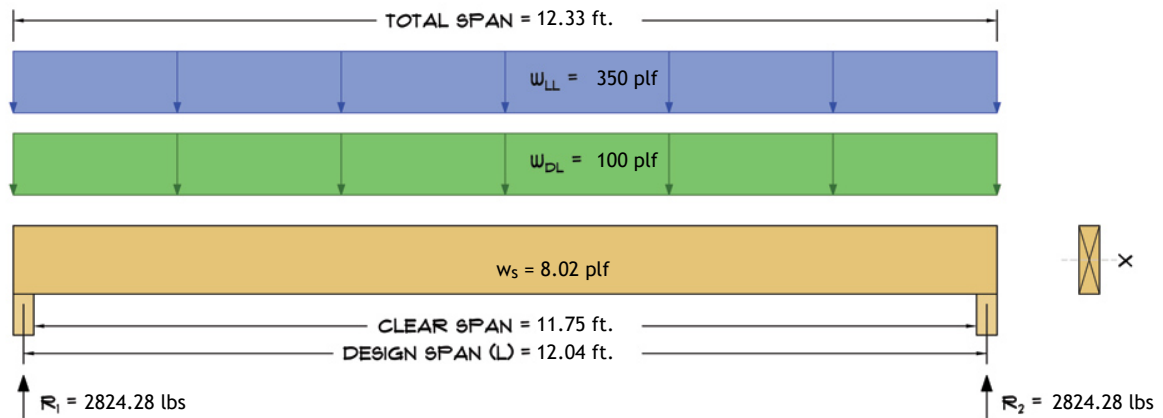 TOTAL SPAN = 12.33 ft.
WLL = 350 plf
WDL = 100 plf
ws = 8.02 plf
X
CLEAR SPAN = 11.75 ft.
DESIGN SPAN (L) = 12.04 ft.
R1 = 2824.28 lbs
R2 = 2824.28 lbs